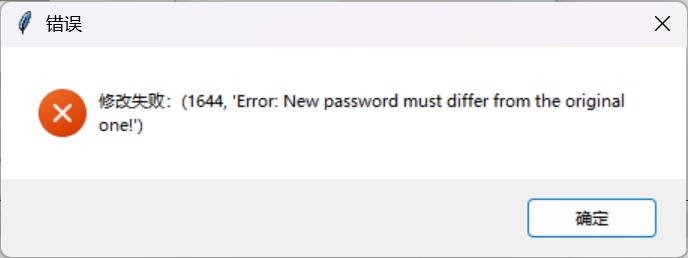 错误
修改失败：(1644, 'Error: New password must differ from the original
one!')
确定